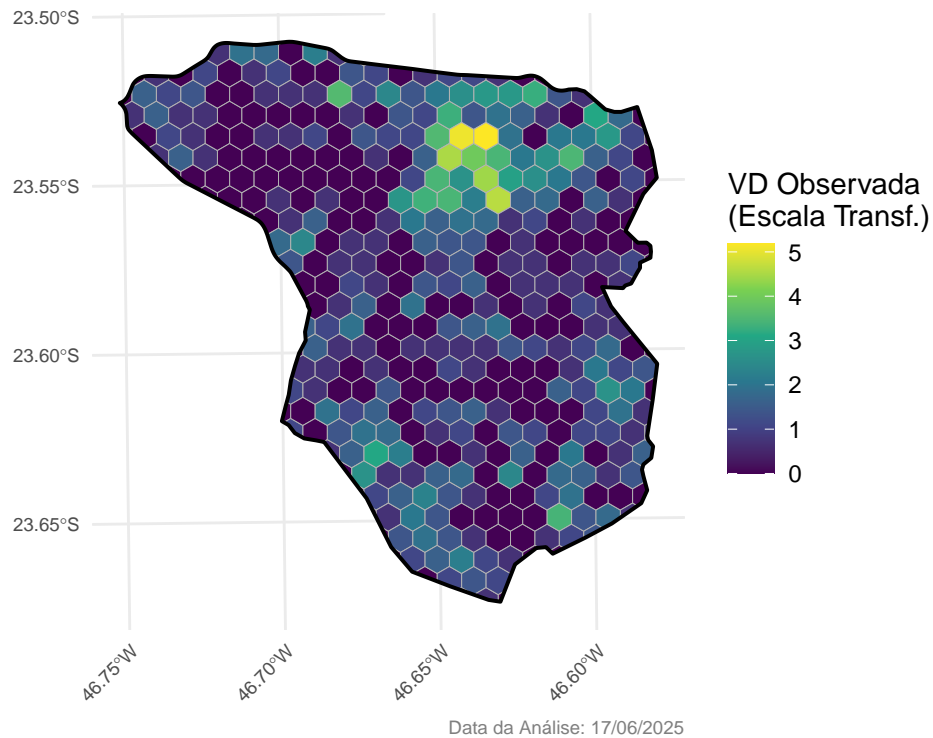 23.50°S
23.55°S
23.60°S
23.65°S
46.75°W
46.70°W
46.65°W
46.60°W
VD Observada
(Escala Transf.)
5
4
3
2
1
0
Data da Análise: 17/06/2025